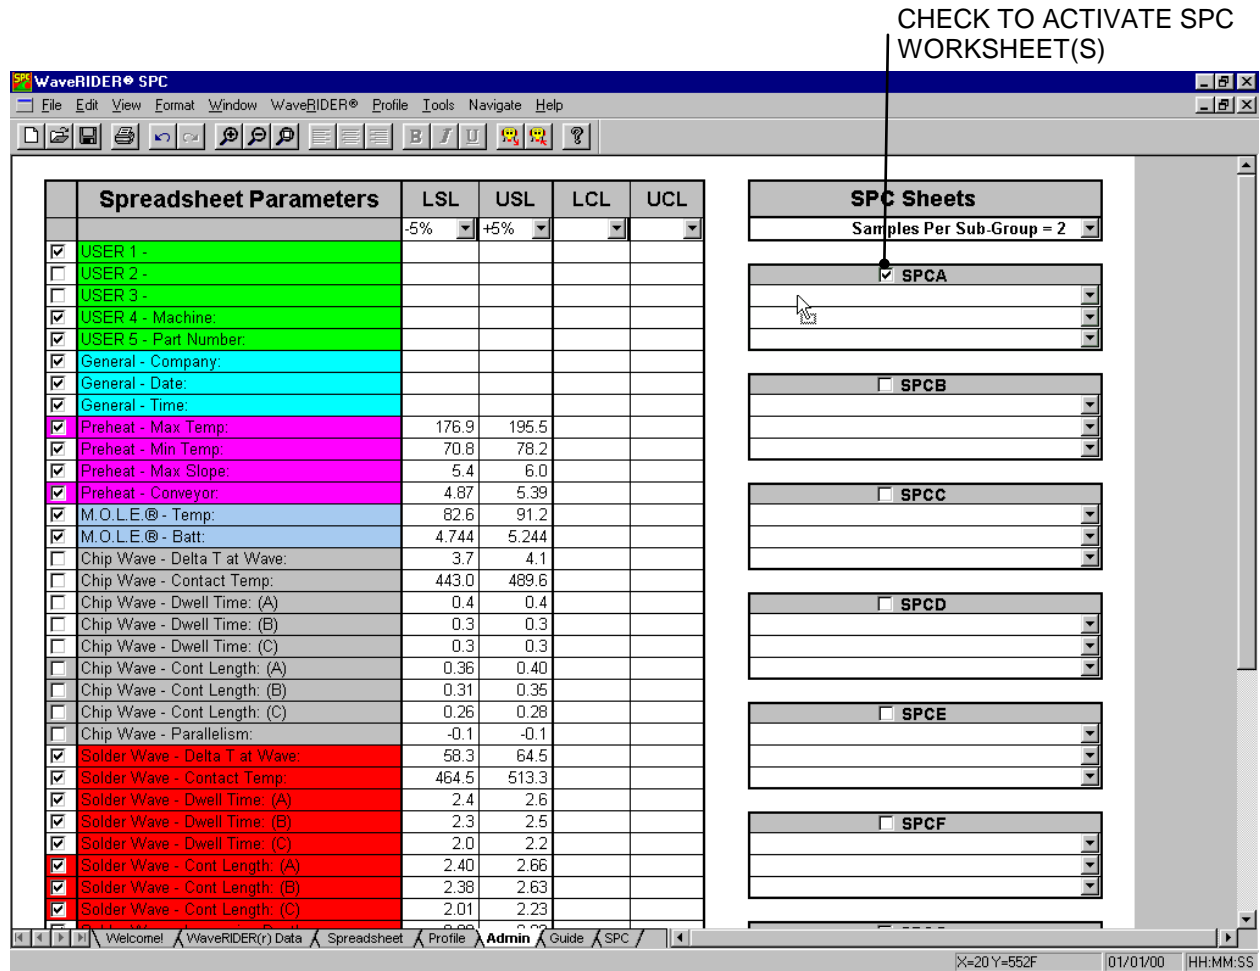 CHECK TO ACTIVATE SPC
WORKSHEET(S)
WaveRIDER® SPC
File Edit View Format Window WaveRIDER® Profile Tools Navigate Help
B I U
Spreadsheet Parameters LSL USL LCL UCL
-5% +5%
USER 1 -
USER 2 -
USER 3 -
USER 4 - Machine:
USER 5 - Part Number:
General - Company:
General - Date:
General - Time:
Preheat - Max Temp: 176.9 195.5
Preheat - Min Temp: 70.8 78.2
Preheat - Max Slope: 5.4 6.0
Preheat - Conveyor: 4.87 5.39
M.O.L.E.® - Temp: 82.6 91.2
M.O.L.E.® - Batt: 4.744 5.244
Chip Wave - Delta T at Wave: 3.7 4.1
Chip Wave - Contact Temp: 443.0 489.6
Chip Wave - Dwell Time: (A) 0.4 0.4
Chip Wave - Dwell Time: (B) 0.3 0.3
Chip Wave - Dwell Time: (C) 0.3 0.3
Chip Wave - Cont Length: (A) 0.36 0.40
Chip Wave - Cont Length: (B) 0.31 0.35
Chip Wave - Cont Length: (C) 0.26 0.28
Chip Wave - Parallelism: -0.1 -0.1
Solder Wave - Delta T at Wave: 58.3 64.5
Solder Wave - Contact Temp: 464.5 513.3
Solder Wave - Dwell Time: (A) 2.4 2.6
Solder Wave - Dwell Time: (B) 2.3 2.5
Solder Wave - Dwell Time: (C) 2.0 2.2
Solder Wave - Cont Length: (A) 2.40 2.66
Solder Wave - Cont Length: (B) 2.38 2.63
Solder Wave - Cont Length: (C) 2.01 2.23
SPC Sheets
Samples Per Sub-Group = 2
SPCA
SPCB
SPCC
SPCD
SPCE
SPCF
Welcome! WaveRIDER(r) Data Spreadsheet Profile Admin Guide SPC
X=20 Y=552F 01/01/00 HH:MM:SS